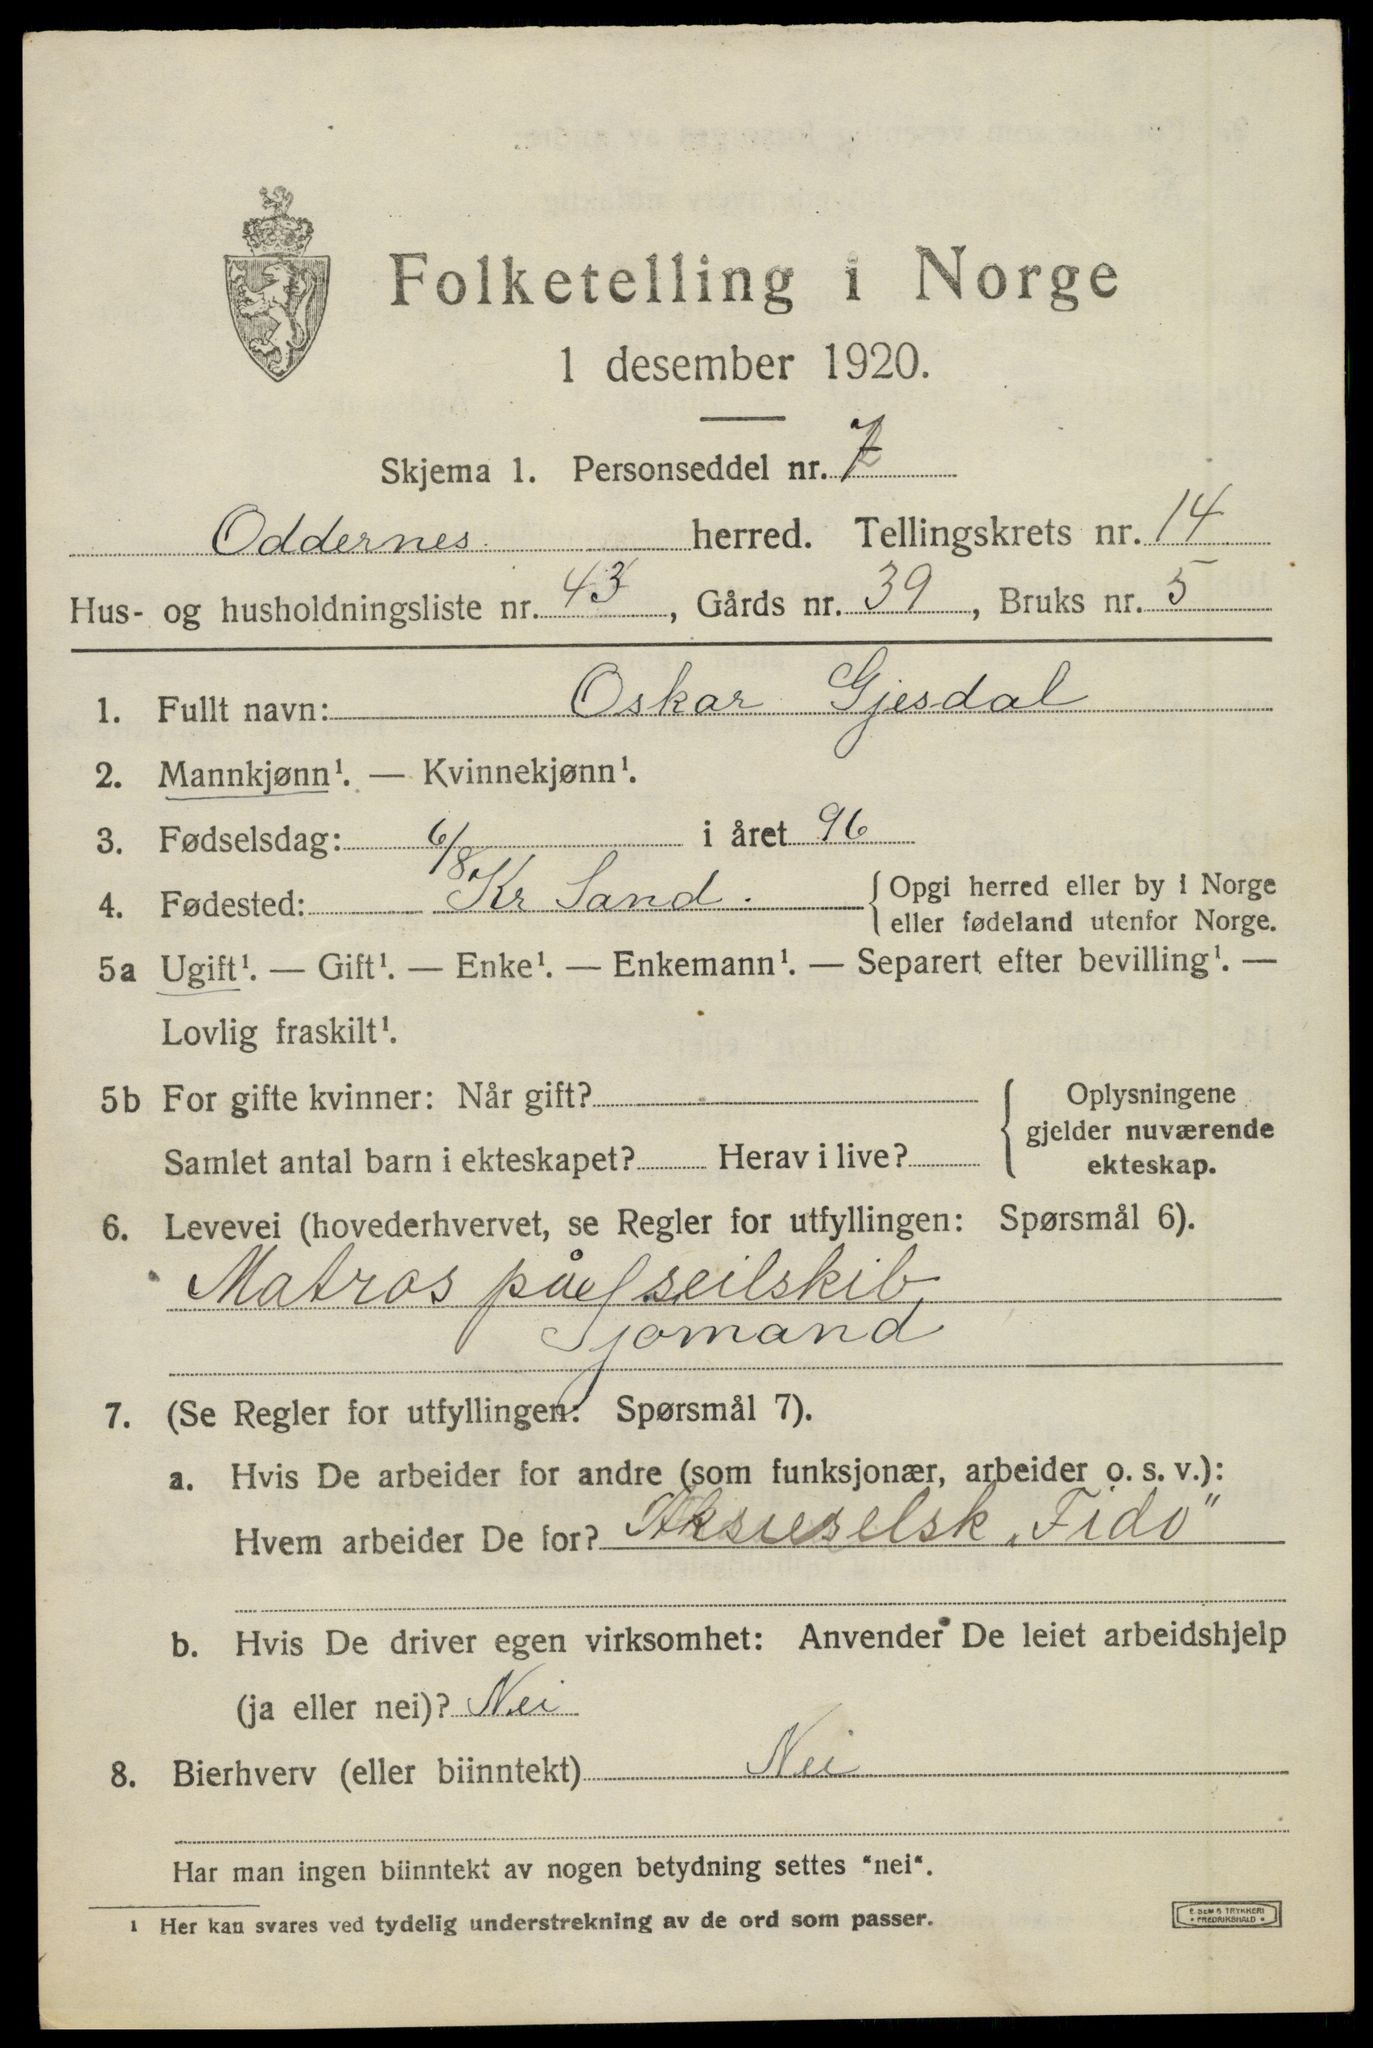 Folketelling i Norge
1 desember 1920.
Skjema 1. Personseddel nr. 7
Oddernes herred. Tellingskrets nr. 14
Hus- og husholdningsliste nr. 43, Gårds nr. 39, Bruks nr. 5
1. Fullt navn: Oskar Gjesdal
2. Mannkjønn¹. — Kvinnekjønn¹.
3. Fødselsdag: 6/8 i året 96
4. Fødested: Kr Sand. { Opgi herred eller by i Norge
eller fødeland utenfor Norge.
5a Ugift¹. — Gift¹. — Enke¹. — Enkemann¹. — Separert efter bevilling¹. —
Lovlig fraskilt¹.
5b For gifte kvinner: Når gift?
Samlet antal barn i ekteskapet? Herav i live?
{ Oplysningene
gjelder nuværende
ekteskap.
6. Levevei (hovederhvervet, se Regler for utfyllingen: Spørsmål 6).
Matros på seilskib
Sjomand
7. (Se Regler for utfyllingen: Spørsmål 7).
a. Hvis De arbeider for andre (som funksjonær, arbeider o. s. v.):
Hvem arbeider De for? Aksieselsk „Fido"
b. Hvis De driver egen virksomhet: Anvender De leiet arbeidshjelp
(ja eller nei)? Nei
8. Bierhverv (eller biinntekt) Nei
Har man ingen biinntekt av nogen betydning settes "nei".
¹ Her kan svares ved tydelig understrekning av de ord som passer.
E. SEM'S TRYKKERI
• FREDRIKSHALD •